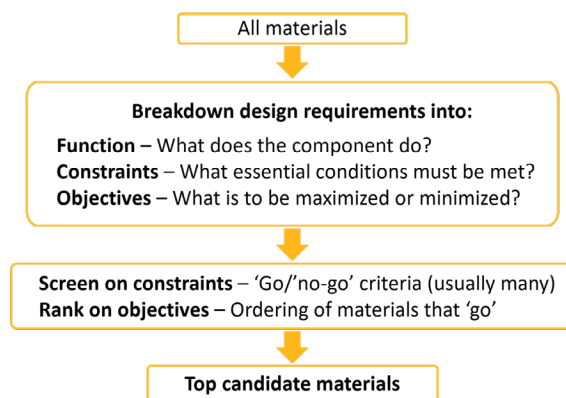 All materials
Breakdown design requirements into:
Function – What does the component do?
Constraints – What essential conditions must be met?
Objectives – What is to be maximized or minimized?
Screen on constraints – ‘Go/’no-go’ criteria (usually many)
Rank on objectives – Ordering of materials that ‘go’
Top candidate materials